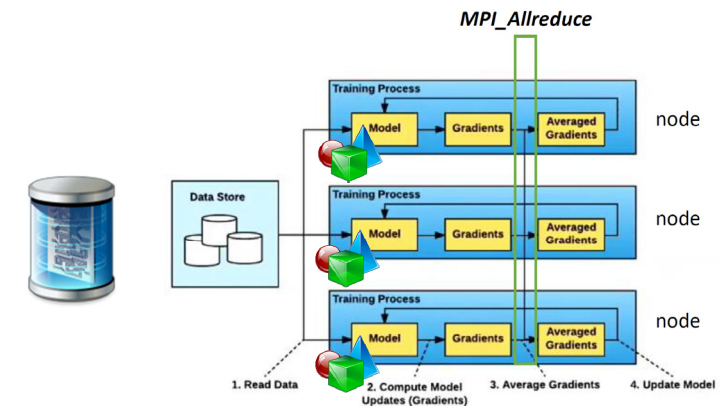 MPI_Allreduce
Training Process
Model
Gradients
Averaged
Gradients
node
Data Store
Training Process
Model
Gradients
Averaged
Gradients
node
Training Process
Model
Gradients
Averaged
Gradients
node
1. Read Data
2. Compute Model
Updates (Gradients)
3. Average Gradients
4. Update Model